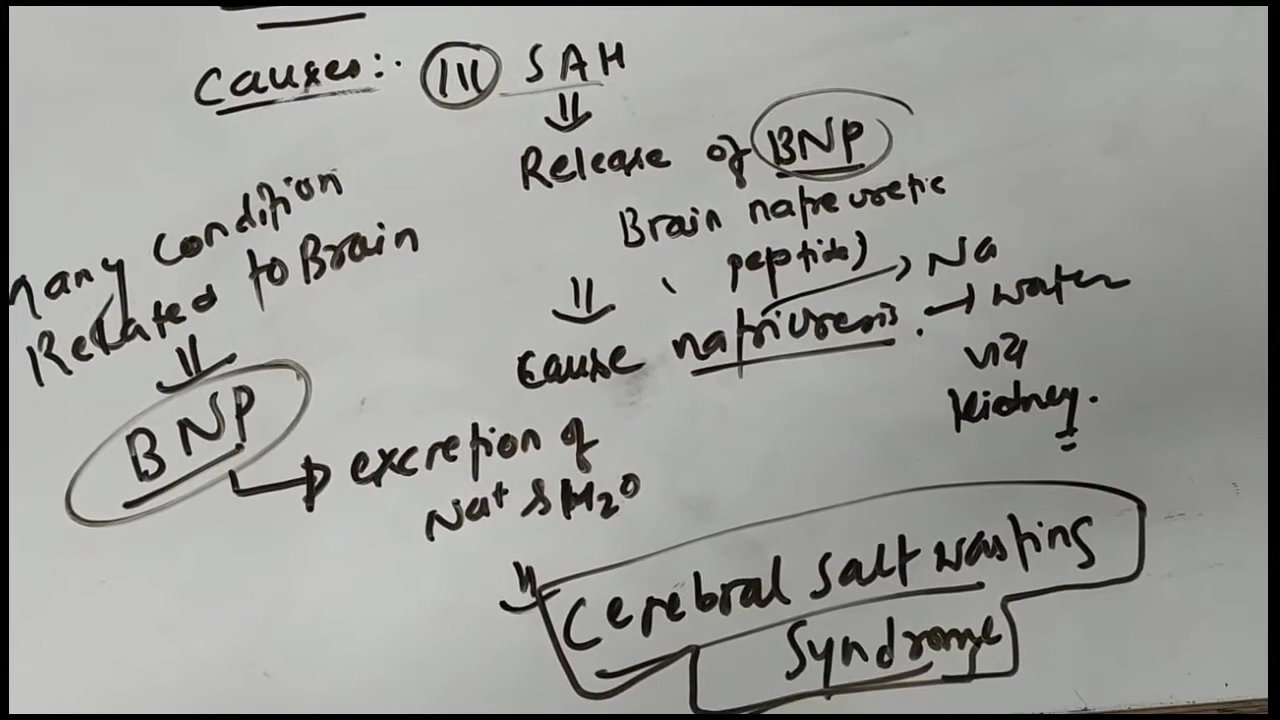 Causes:. III SAH
Release of BNP
Brain natreuretic
( peptide) Na
cause natriuresis. → water
via
Kidney.
many condition
Related to Brain
BNP
excretion of
Na+ & H2O
Cerebral salt wasting
Syndrome